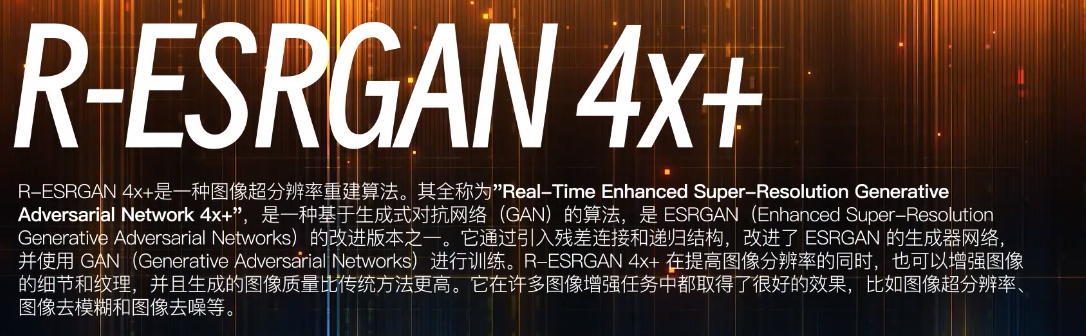 R-ESRGAN 4x+
R-ESRGAN 4x+是一种图像超分辨率重建算法。其全称为”Real-Time Enhanced Super-Resolution Generative
Adversarial Network 4x+”，是一种基于生成式对抗网络（GAN）的算法，是 ESRGAN（Enhanced Super-Resolution
Generative Adversarial Networks）的改进版本之一。它通过引入残差连接和递归结构，改进了 ESRGAN 的生成器网络，
并使用 GAN（Generative Adversarial Networks）进行训练。R-ESRGAN 4x+ 在提高图像分辨率的同时，也可以增强图像
的细节和纹理，并且生成的图像质量比传统方法更高。它在许多图像增强任务中都取得了很好的效果，比如图像超分辨率、
图像去模糊和图像去噪等。